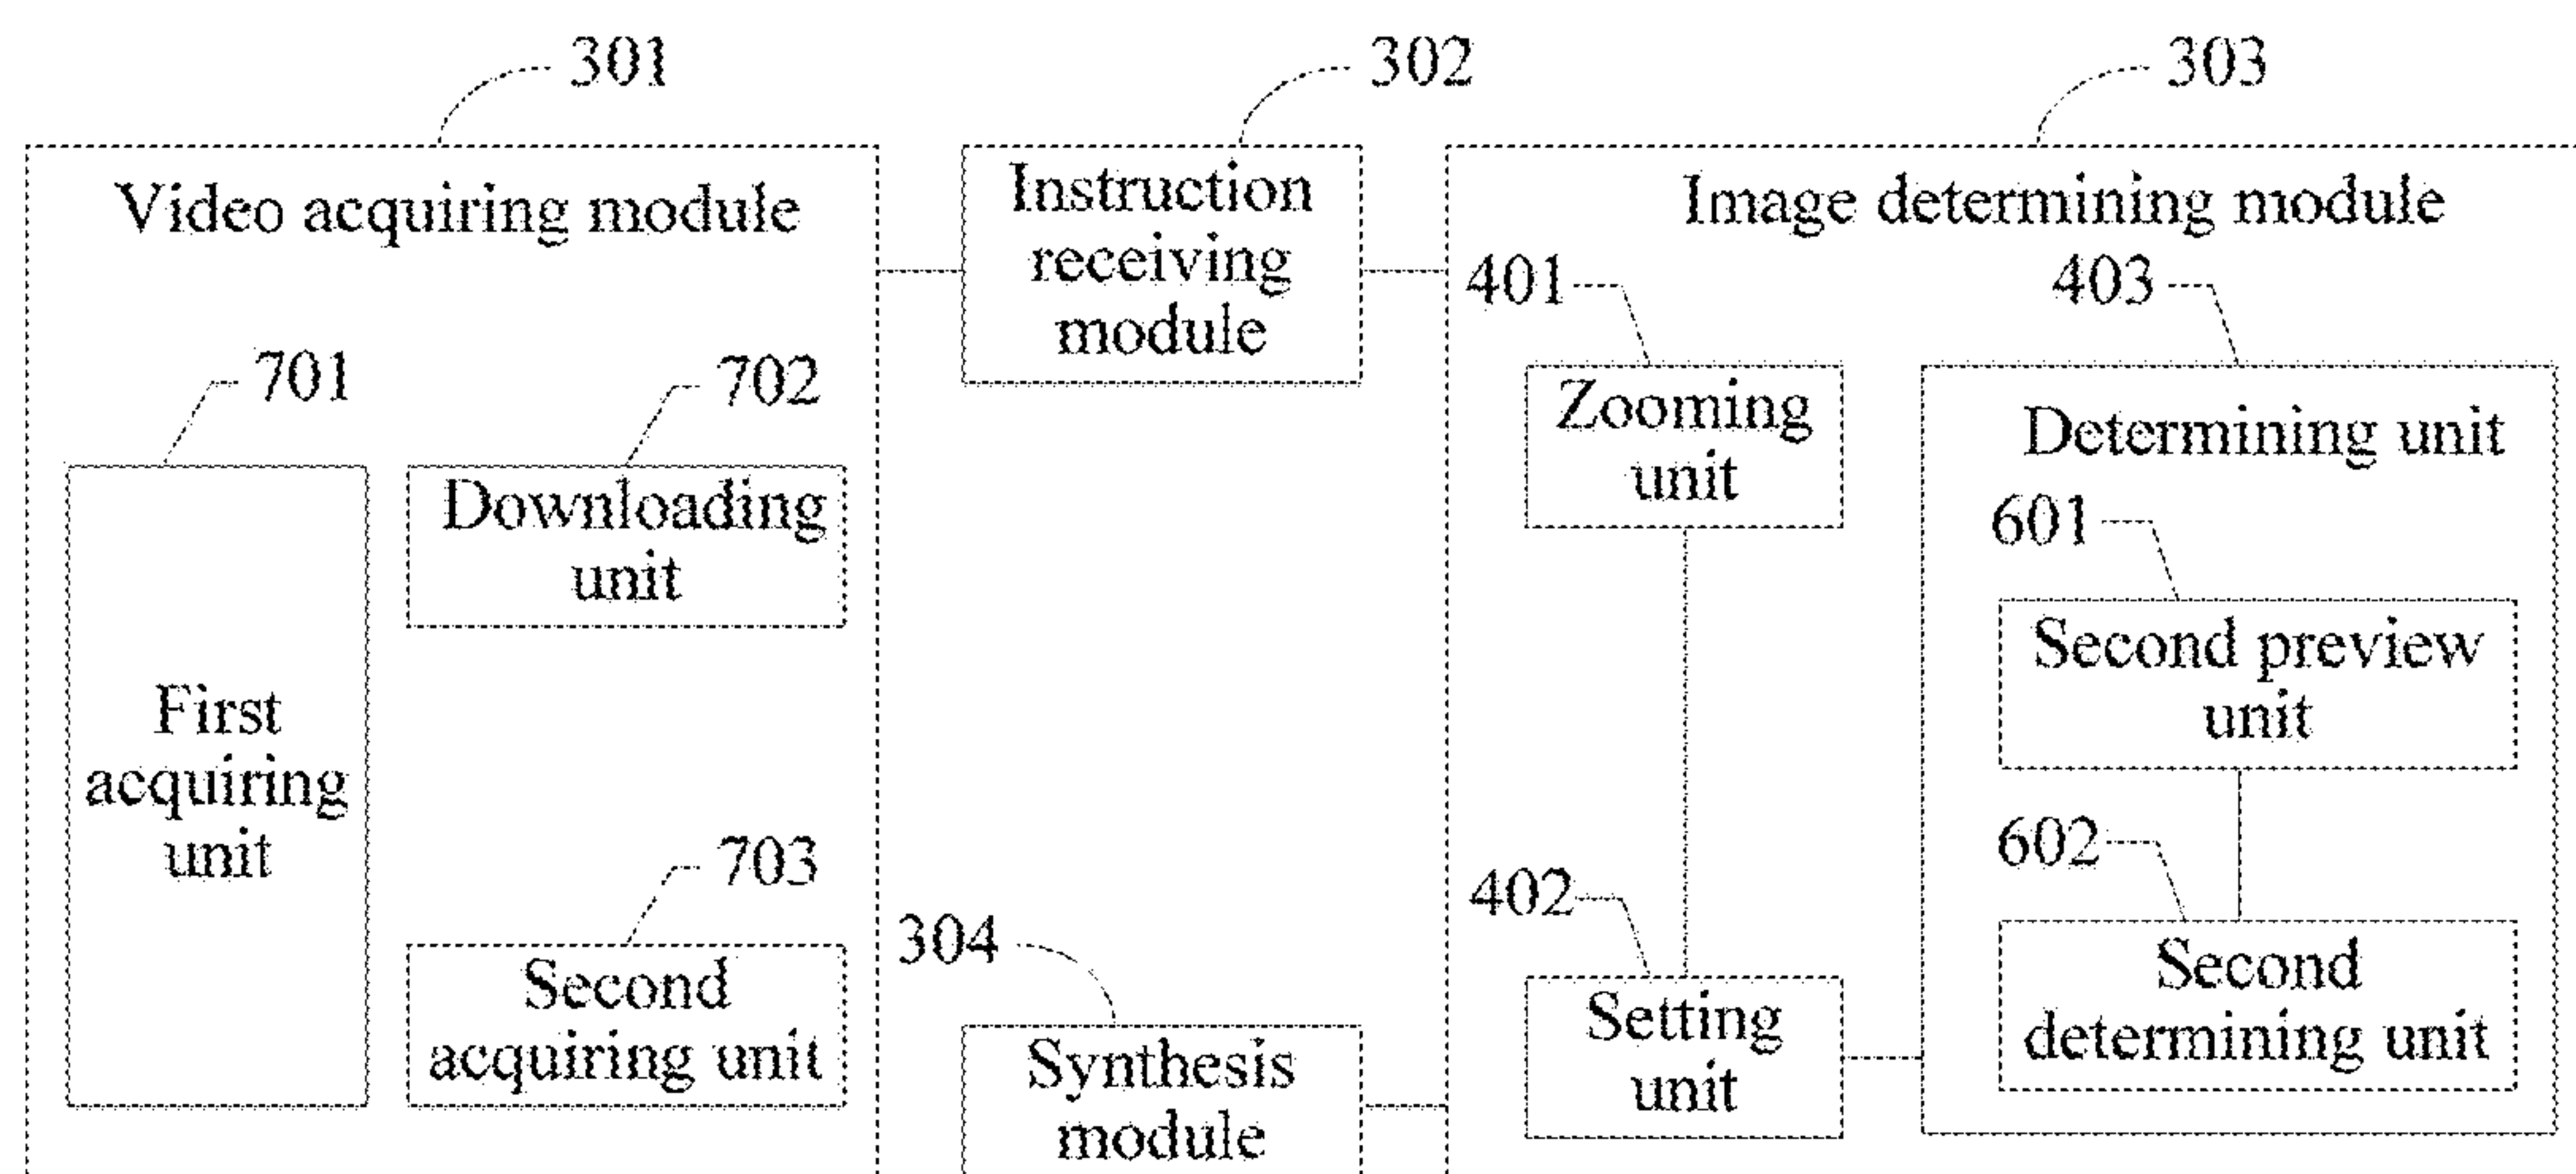 301
302
303
Video acquiring module
Instruction
receiving
module
Image determining module
401
403
701
702
Zooming
unit
Determining unit
Downloading
unit
601
Second preview
unit
First
acquiring
unit
703
602
402
304
Second
acquiring unit
Setting
unit
Second
determining unit
Synthesis
module